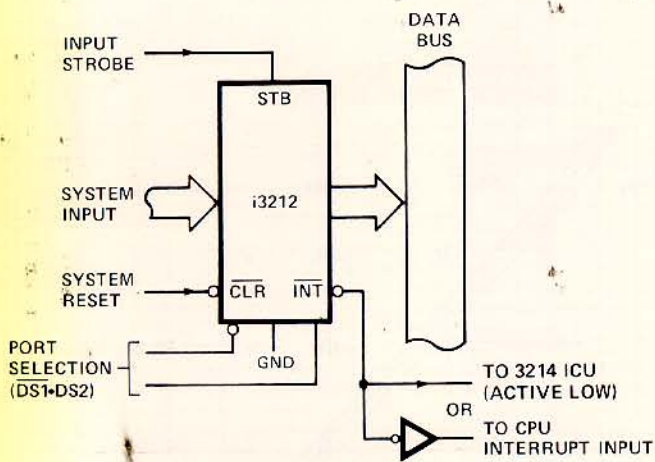 INPUT
STROBE
DATA
BUS
STB
SYSTEM
INPUT
i3212
SYSTEM
RESET
CLR
INT
PORT
SELECTION
(DS1•DS2)
GND
TO 3214 ICU
(ACTIVE LOW)
OR
TO CPU
INTERRUPT INPUT